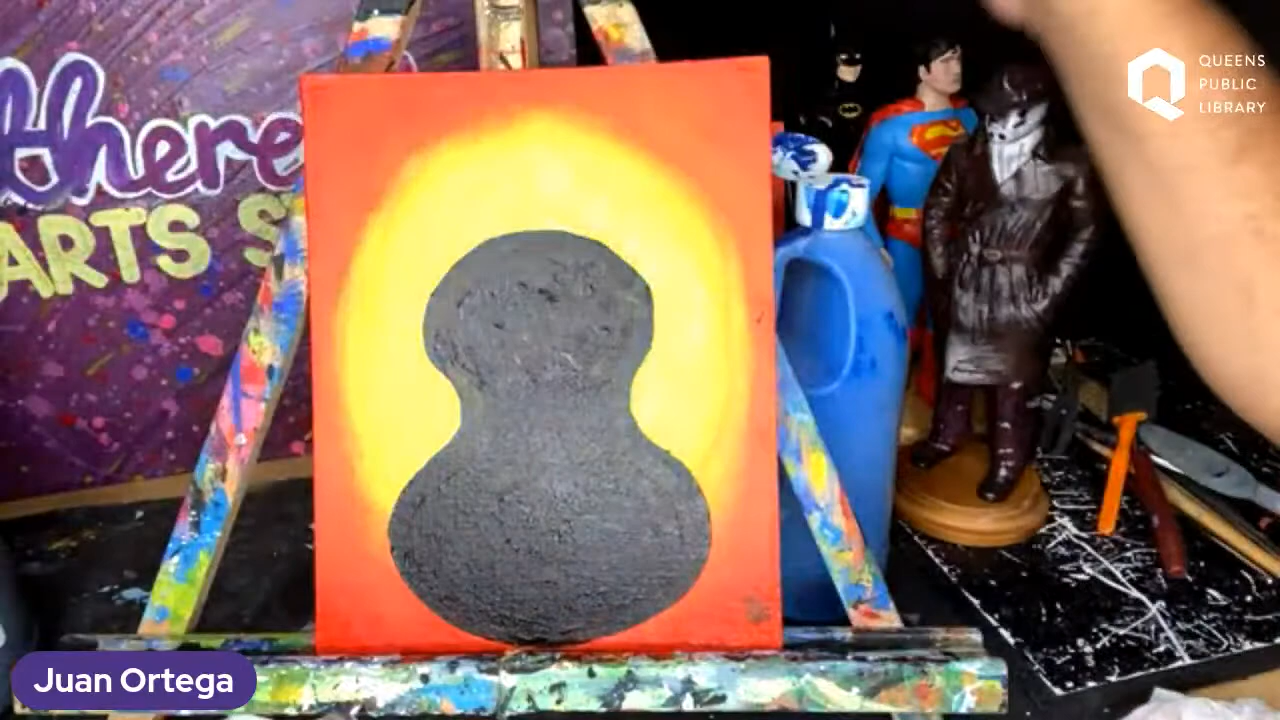 there
ARTS S
QUEENS
PUBLIC
LIBRARY
Juan Ortega